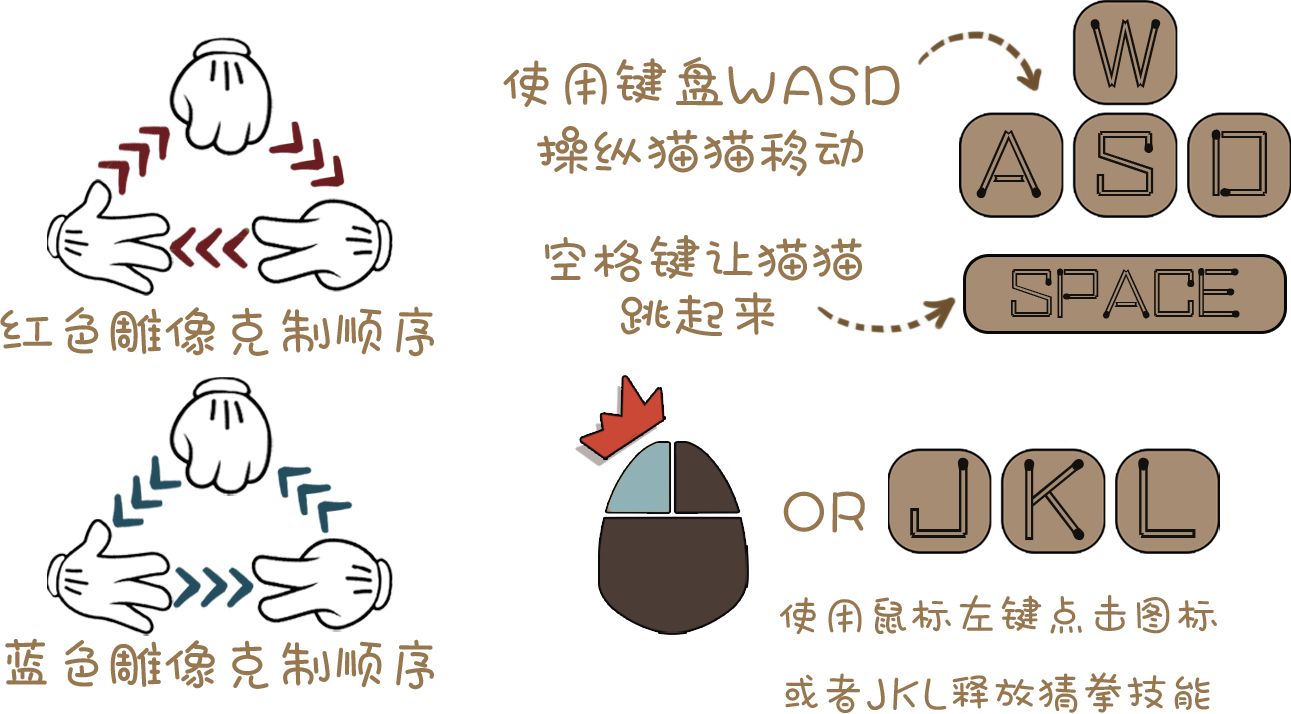 红色雕像克制顺序
蓝色雕像克制顺序
使用键盘WASD
操纵猫猫移动
W
A S D
空格键让猫猫
跳起来
SPACE
OR J K L
使用鼠标左键点击图标
或者JKL释放猜拳技能